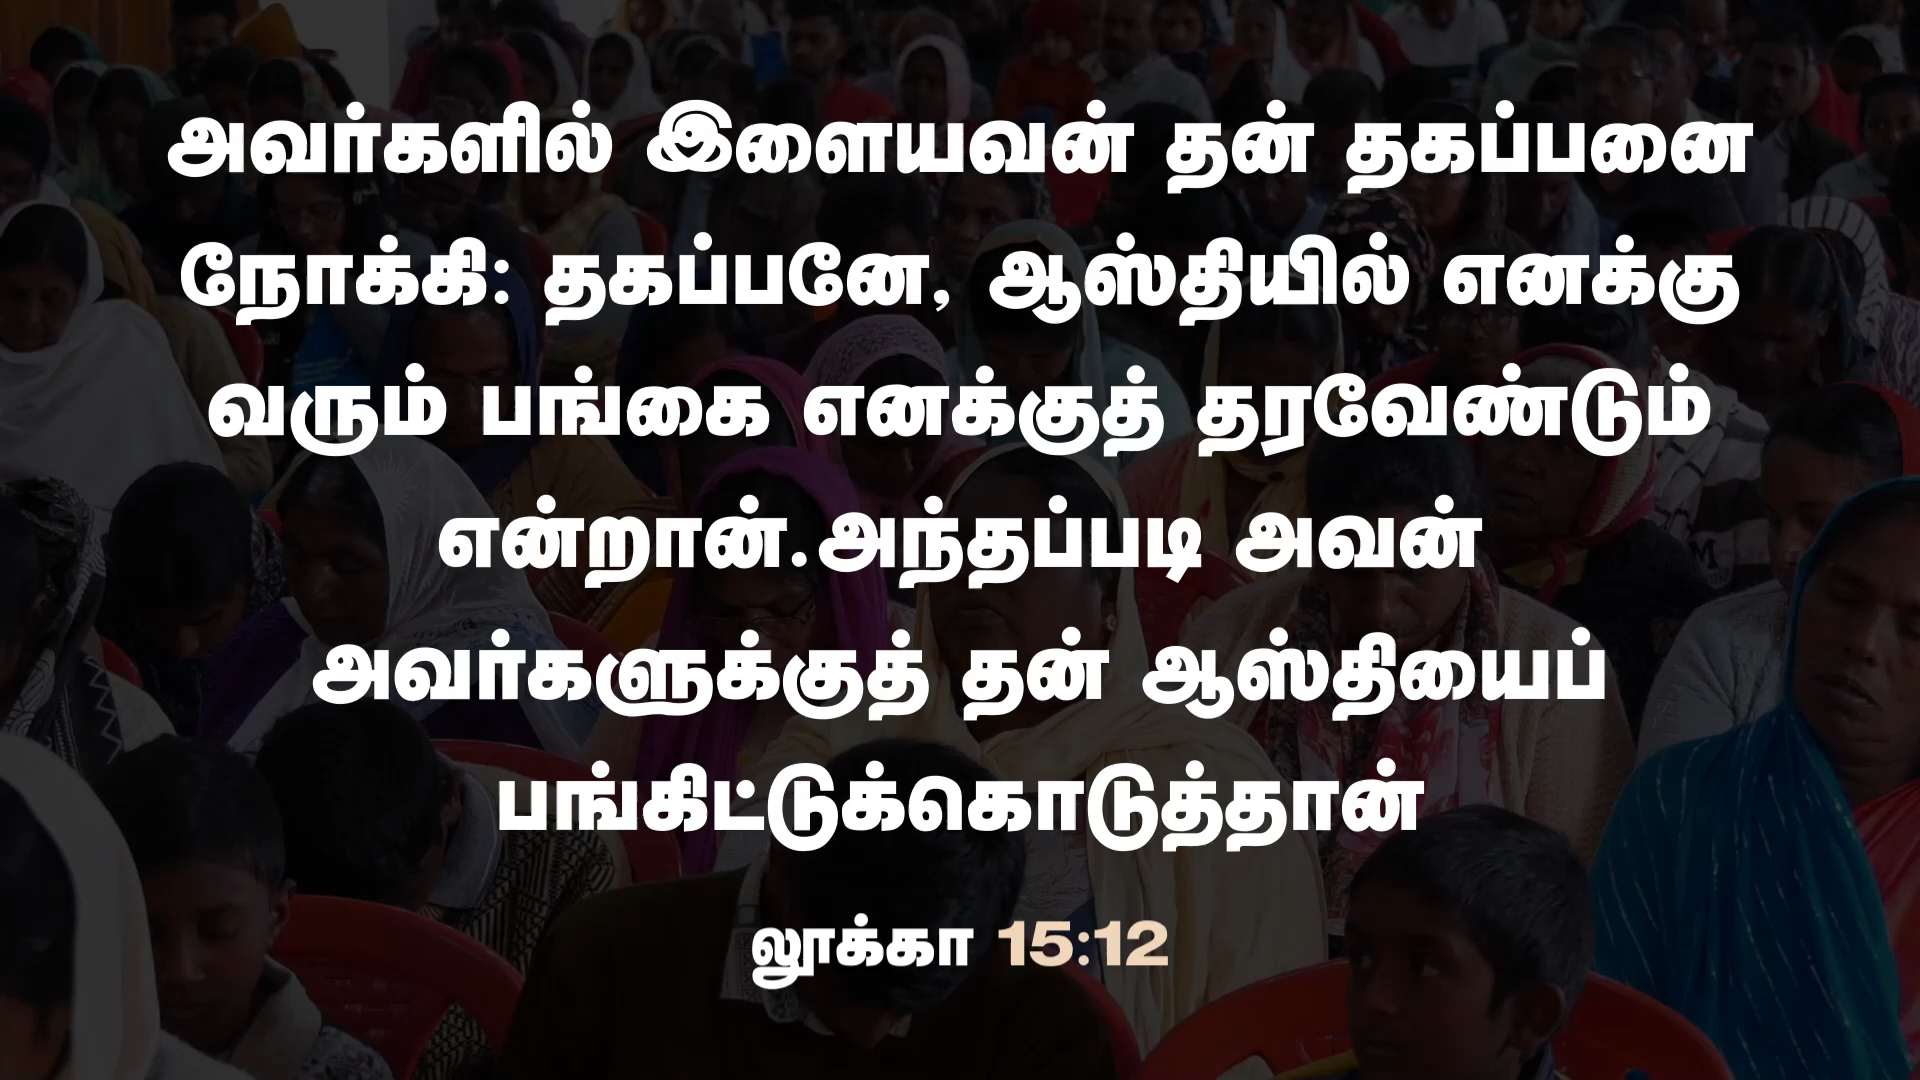 அவர்களில் இளையவன் தன் தகப்பனை
நோக்கி: தகப்பனே, ஆஸ்தியில் எனக்கு
வரும் பங்கை எனக்குத் தரவேண்டும்
என்றான்.அந்தப்படி அவன்
அவர்களுக்குத் தன் ஆஸ்தியைப்
பங்கிட்டுக்கொடுத்தான்
லூக்கா 15:12